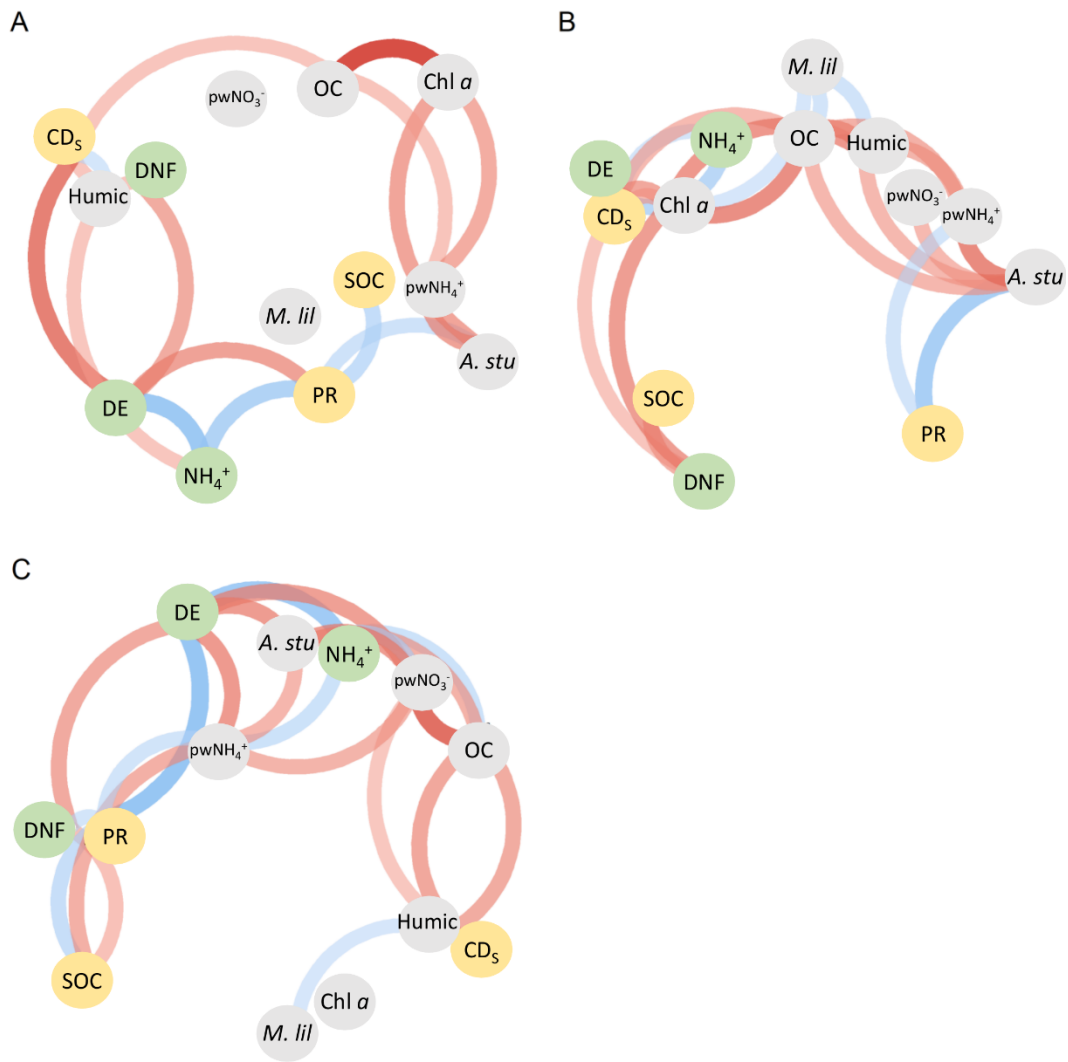 A
OC
Chl a
pwNO₃⁻
CDₛ
DNF
Humic
SOC
pwNH₄⁺
M. lil
A. stu
PR
DE
NH₄⁺
B
M. lil
NH₄⁺
OC
Humic
DE
pwNO₃⁻
CDₛ
Chl a
pwNH₄⁺
A. stu
SOC
PR
DNF
C
DE
A. stu
NH₄⁺
pwNO₃⁻
pwNH₄⁺
OC
DNF
PR
Humic
CDₛ
SOC
Chl a
M. lil